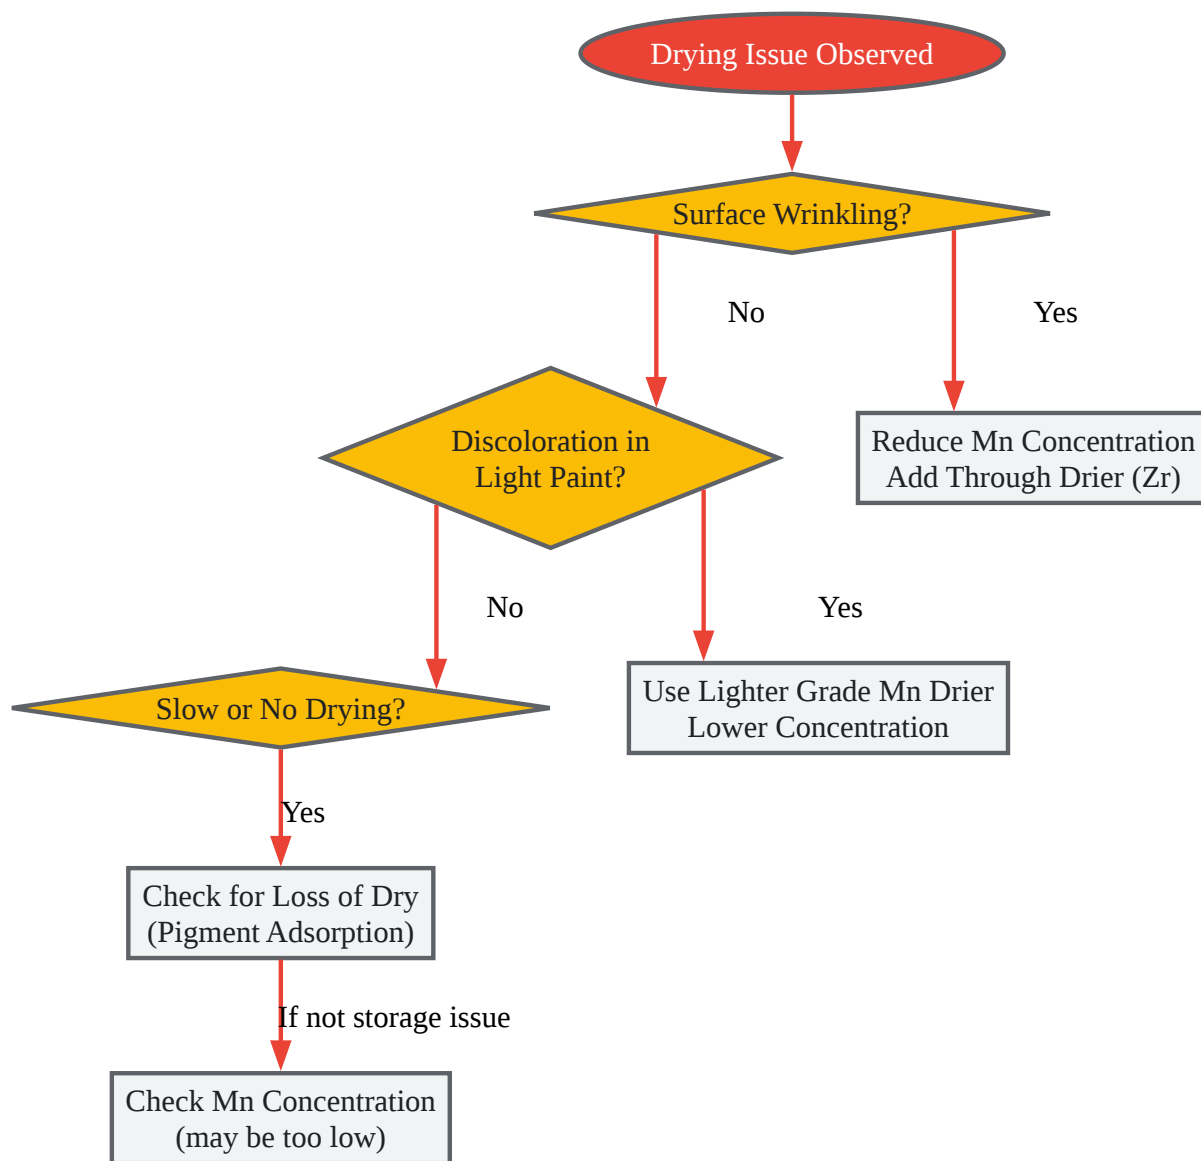 Drying Issue Observed
Surface Wrinkling?
No
Yes
Discoloration in
Light Paint?
Reduce Mn Concentration
Add Through Drier (Zr)
No
Yes
Slow or No Drying?
Use Lighter Grade Mn Drier
Lower Concentration
Yes
Check for Loss of Dry
(Pigment Adsorption)
If not storage issue
Check Mn Concentration
(may be too low)